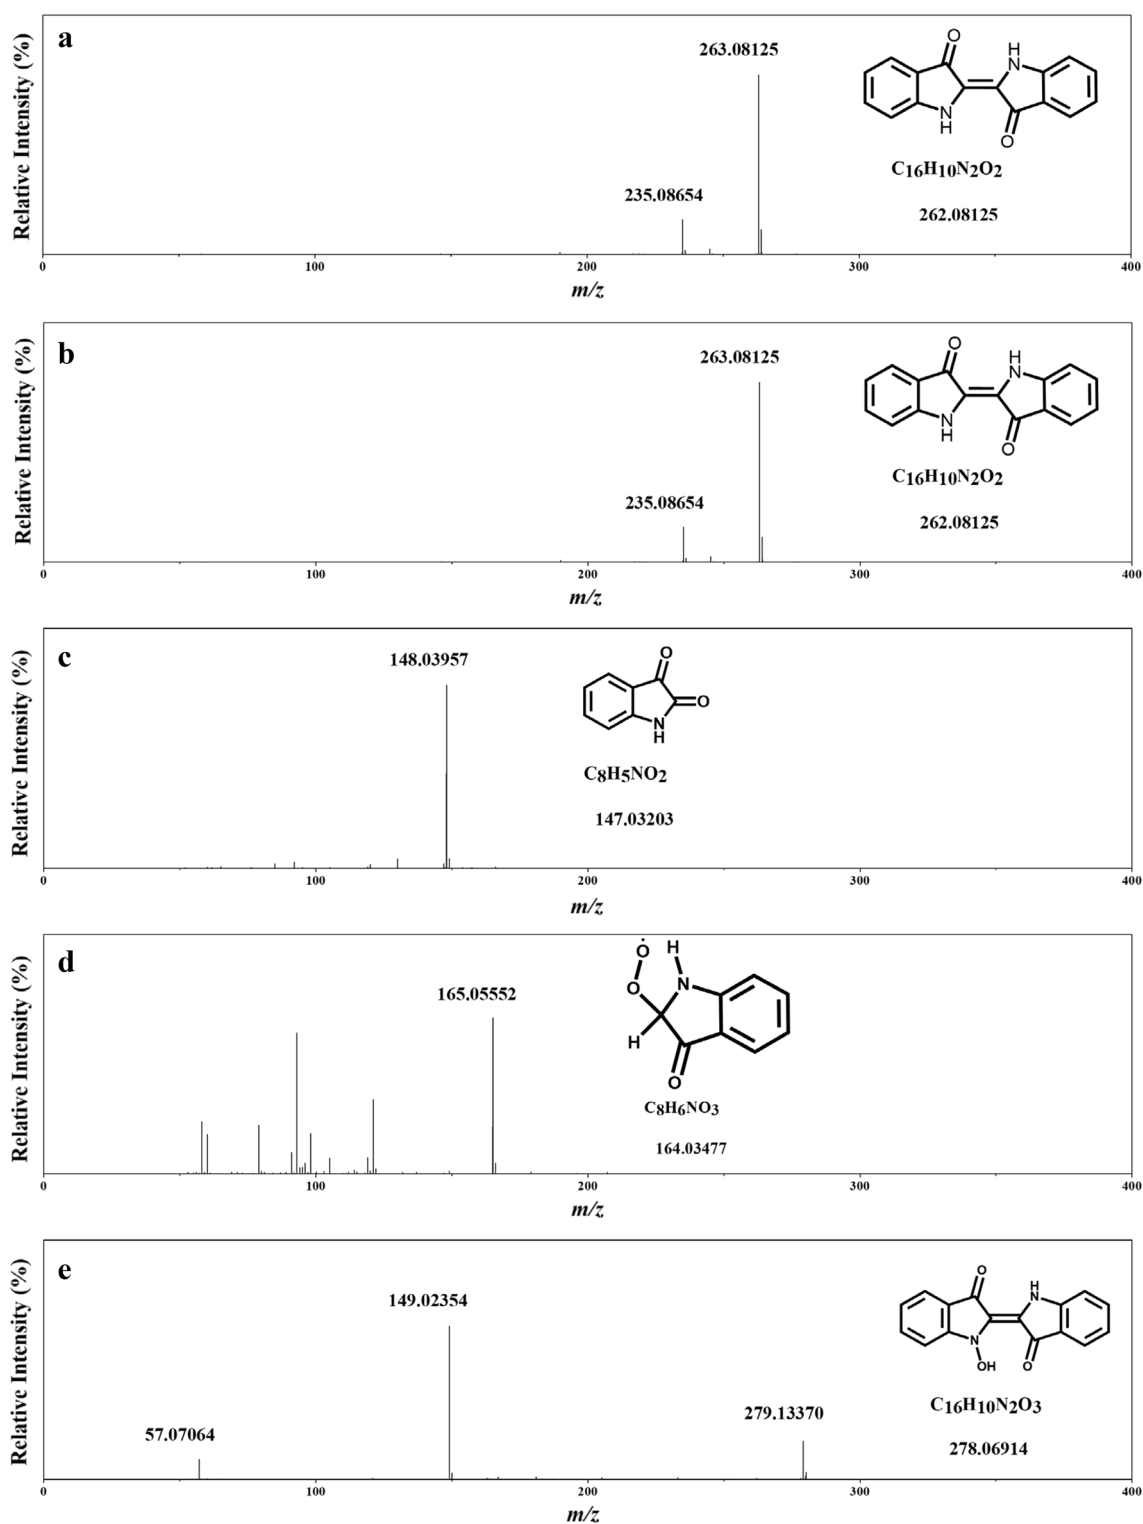 a
Relative Intensity (%)
263.08125
235.08654
O
H
N
N
H
O
C16H10N2O2
262.08125
0 100 200 300 400
m/z
b
Relative Intensity (%)
263.08125
235.08654
O
H
N
N
H
O
C16H10N2O2
262.08125
0 100 200 300 400
m/z
c
Relative Intensity (%)
148.03957
O
O
N
H
C8H5NO2
147.03203
0 100 200 300 400
m/z
d
Relative Intensity (%)
165.05552
O H
O N
H
O
C8H6NO3
164.03477
0 100 200 300 400
m/z
e
Relative Intensity (%)
149.02354
57.07064
279.13370
O
H
N
N
OH
O
C16H10N2O3
278.06914
0 100 200 300 400
m/z